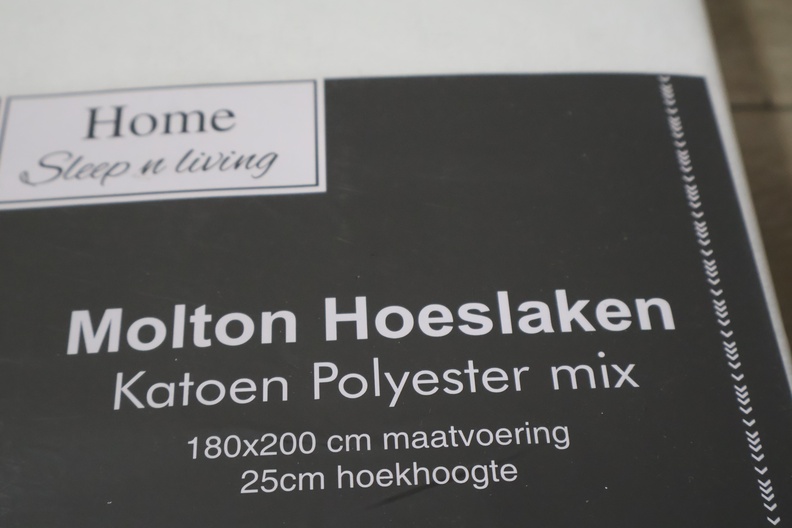 Home
Sleep n living
Molton Hoeslaken
Katoen Polyester mix
180x200 cm maatvoering
25cm hoekhoogte